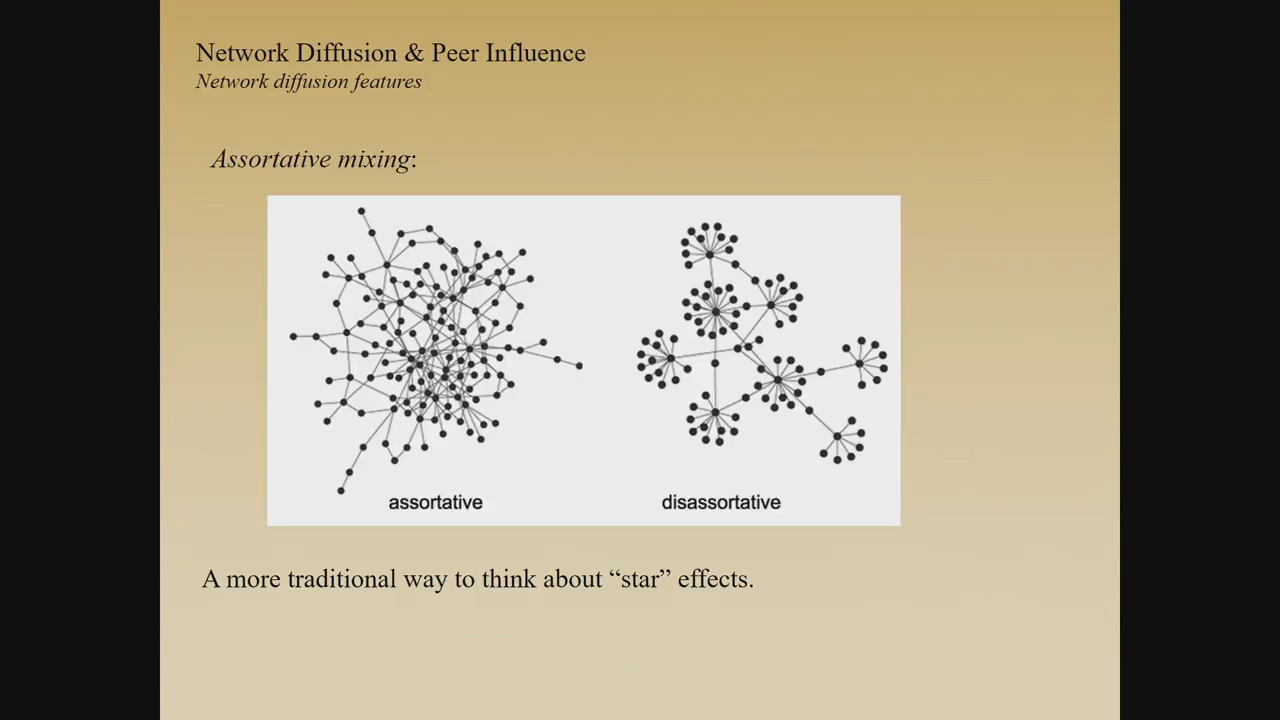 Network Diffusion & Peer Influence
Network diffusion features
Assortative mixing:
assortative
disassortative
A more traditional way to think about “star” effects.